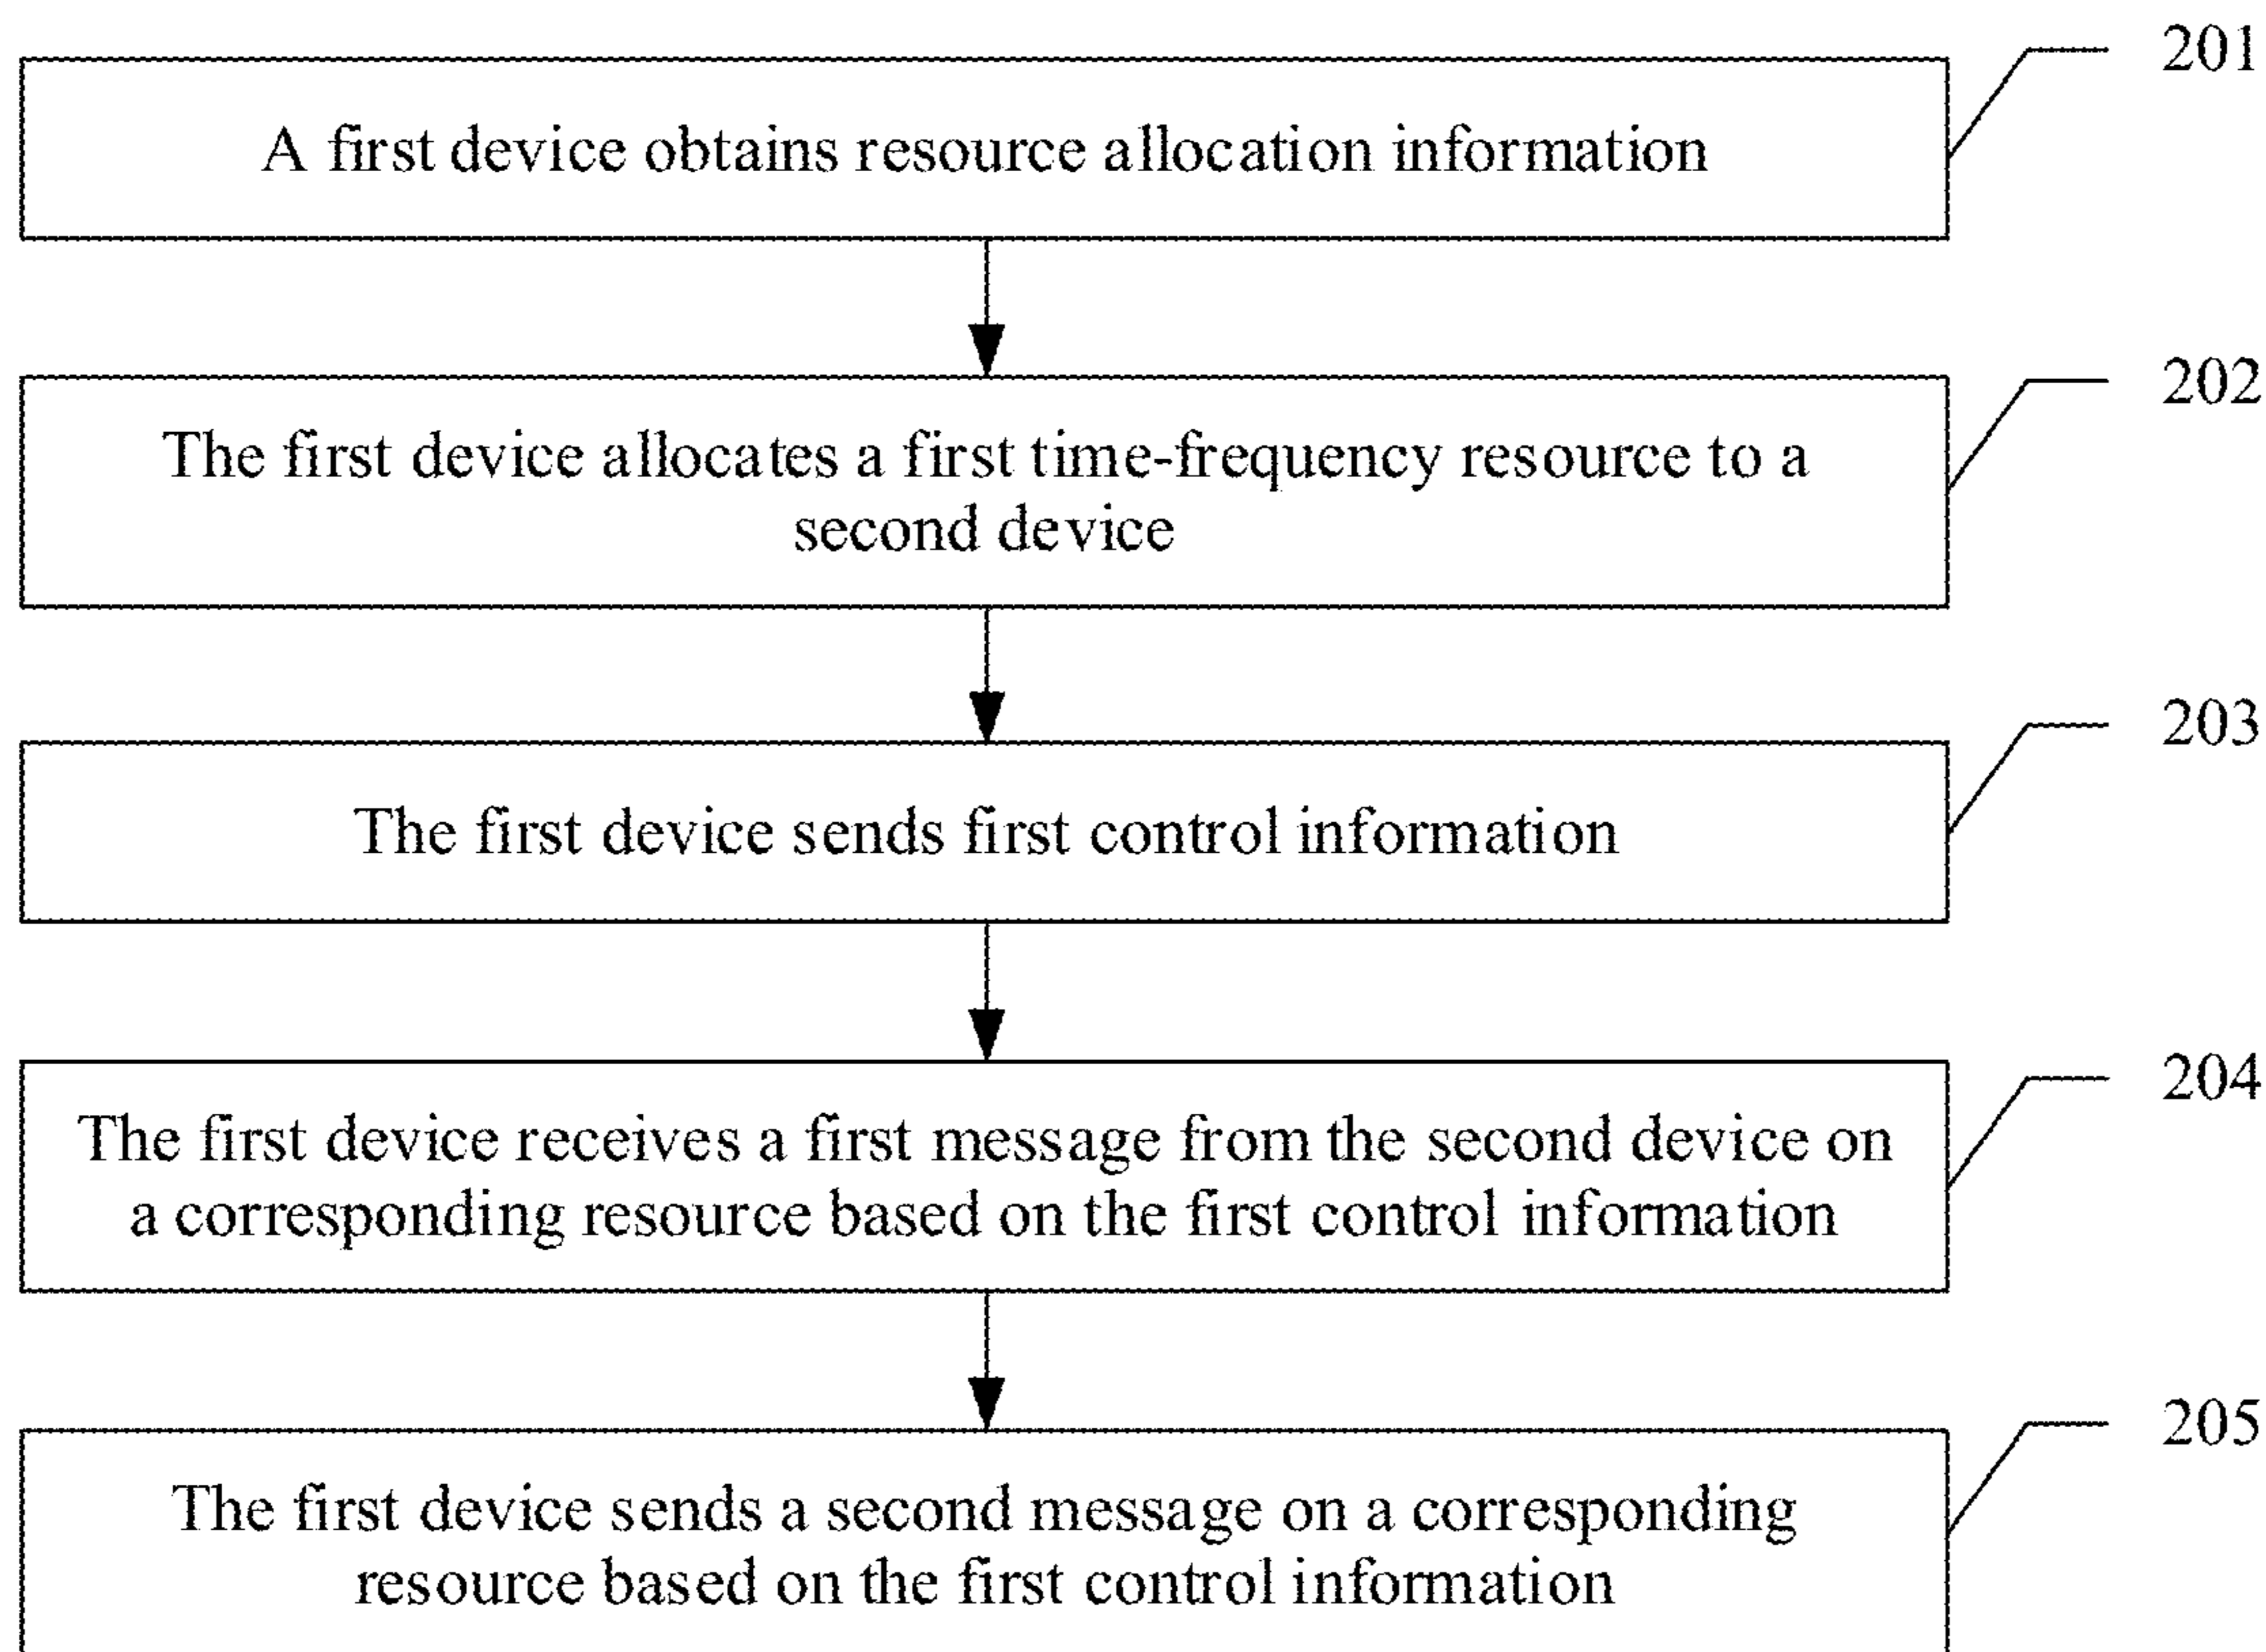 201
A first device obtains resource allocation information
202
The first device allocates a first time-frequency resource to a
second device
203
The first device sends first control information
204
The first device receives a first message from the second device on
a corresponding resource based on the first control information
205
The first device sends a second message on a corresponding
resource based on the first control information